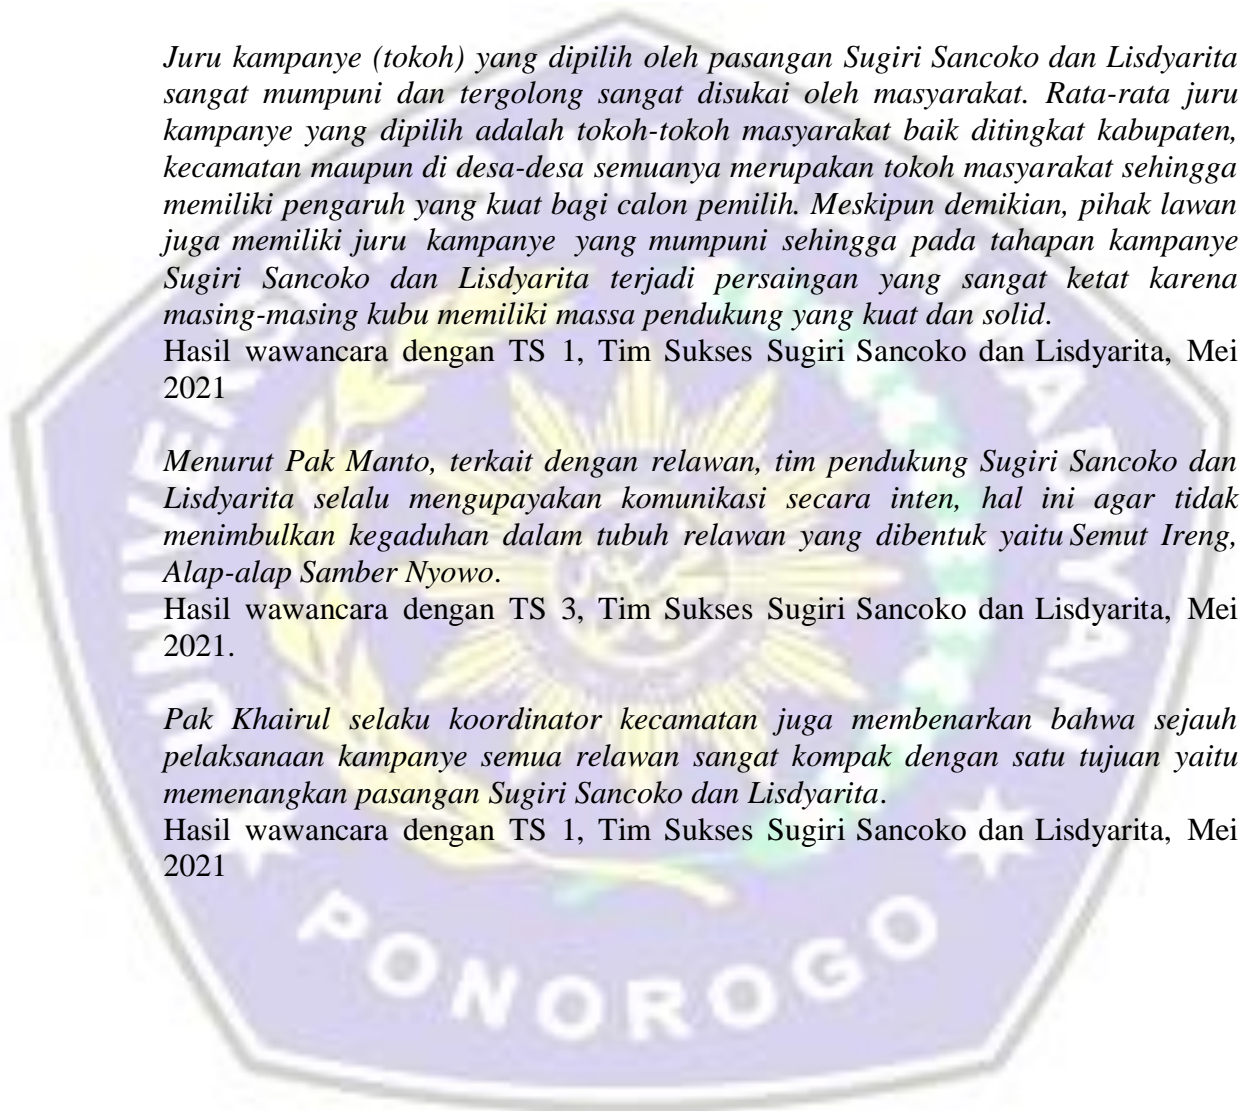 Juru kampanye (tokoh) yang dipilih oleh pasangan Sugiri Sancoko dan Lisdyarita
sangat mumpuni dan tergolong sangat disukai oleh masyarakat. Rata-rata juru
kampanye yang dipilih adalah tokoh-tokoh masyarakat baik ditingkat kabupaten,
kecamatan maupun di desa-desa semuanya merupakan tokoh masyarakat sehingga
memiliki pengaruh yang kuat bagi calon pemilih. Meskipun demikian, pihak lawan
juga memiliki juru kampanye yang mumpuni sehingga pada tahapan kampanye
Sugiri Sancoko dan Lisdyarita terjadi persaingan yang sangat ketat karena
masing-masing kubu memiliki massa pendukung yang kuat dan solid.
Hasil wawancara dengan TS 1, Tim Sukses Sugiri Sancoko dan Lisdyarita, Mei
2021
Menurut Pak Manto, terkait dengan relawan, tim pendukung Sugiri Sancoko dan
Lisdyarita selalu mengupayakan komunikasi secara inten, hal ini agar tidak
menimbulkan kegaduhan dalam tubuh relawan yang dibentuk yaitu Semut Ireng,
Alap-alap Samber Nyowo.
Hasil wawancara dengan TS 3, Tim Sukses Sugiri Sancoko dan Lisdyarita, Mei
2021.
Pak Khairul selaku koordinator kecamatan juga membenarkan bahwa sejauh
pelaksanaan kampanye semua relawan sangat kompak dengan satu tujuan yaitu
memenangkan pasangan Sugiri Sancoko dan Lisdyarita.
Hasil wawancara dengan TS 1, Tim Sukses Sugiri Sancoko dan Lisdyarita, Mei
2021
UNIVERSITAS MUHAMMADIYAH
PONOROGO